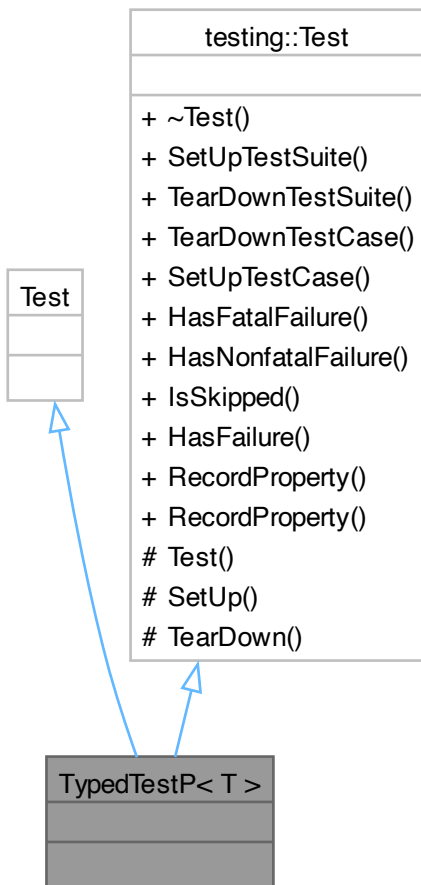 testing::Test
+ ~Test()
+ SetUpTestSuite()
+ TearDownTestSuite()
+ TearDownTestCase()
+ SetUpTestCase()
+ HasFatalFailure()
+ HasNonfatalFailure()
+ IsSkipped()
+ HasFailure()
+ RecordProperty()
+ RecordProperty()
# Test()
# SetUp()
# TearDown()
Test
TypedTestP< T >